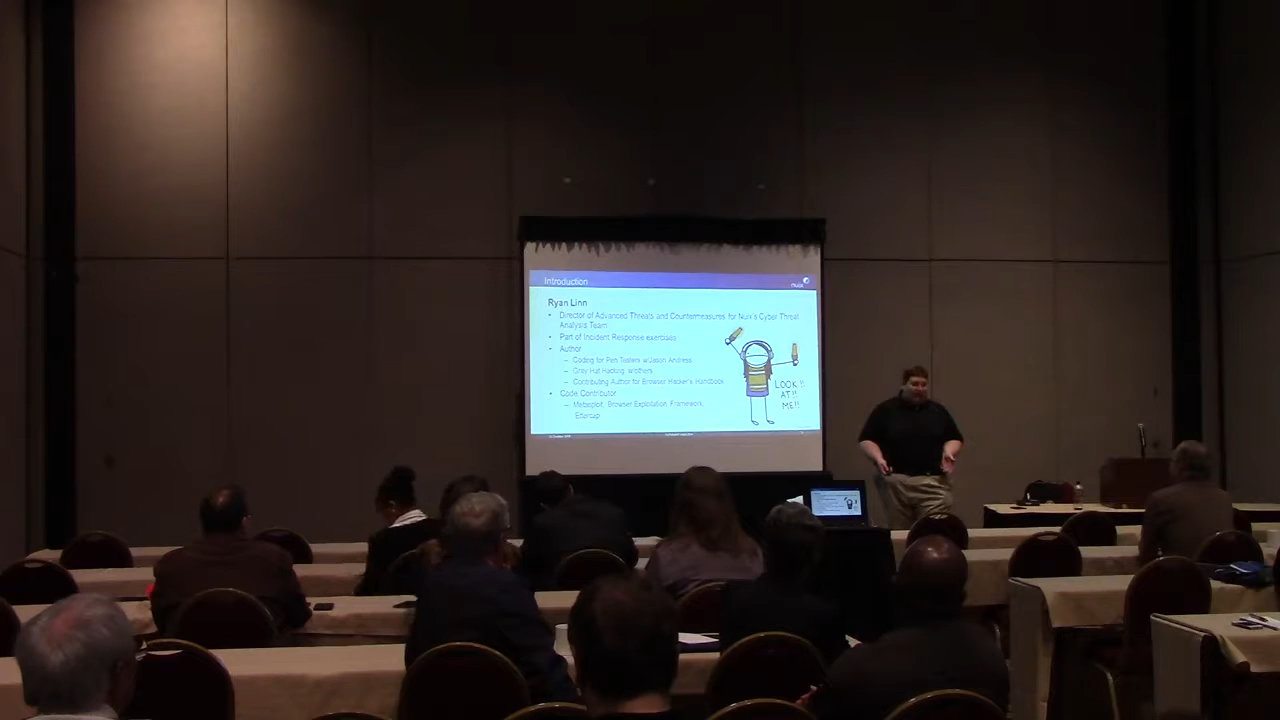 Introduction
nuix
Ryan Linn
• Director of Advanced Threats and Countermeasures for Nuix's Cyber Threat
Analysis Team
• Part of Incident Response exercises
• Author
– Coding for Pen Testers w/Jason Andress
– Grey Hat Hacking w/others
– Contributing Author for Browser Hacker's Handbook
• Code Contributor
– Metasploit, Browser Exploitation Framework,
Ettercap
LOOK!!
AT!!
ME!!